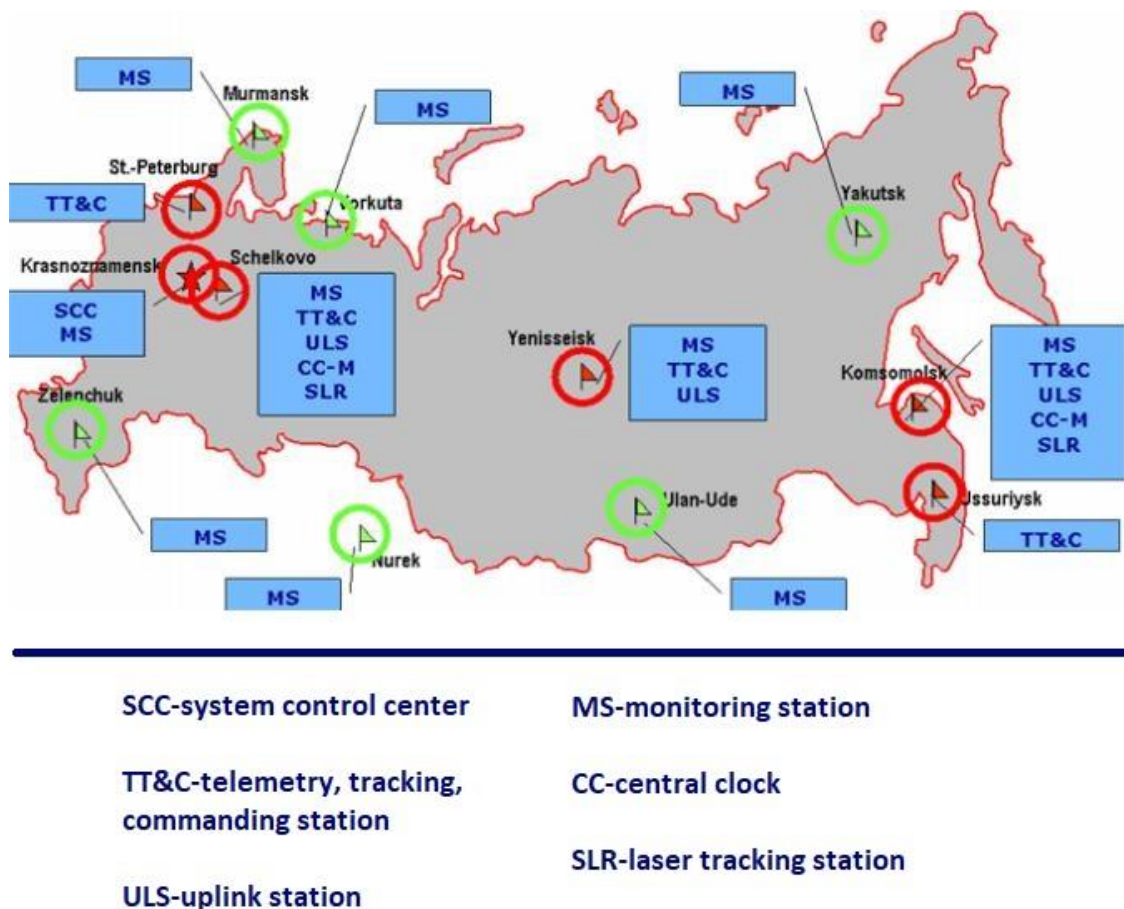 MS
Murmansk
MS
MS
St.-Peterburg
TT&C
Vorkuta
Yakutsk
Krasnoznamensk
Schelkovo
SCC
MS
MS
TT&C
ULS
CC-M
SLR
Yenisseisk
MS
TT&C
ULS
Komsomolsk
MS
TT&C
ULS
CC-M
SLR
Zelenchuk
MS
Nurek
MS
Ulan-Ude
MS
Ussuriysk
TT&C
SCC-system control center
TT&C-telemetry, tracking,
commanding station
ULS-uplink station
MS-monitoring station
CC-central clock
SLR-laser tracking station